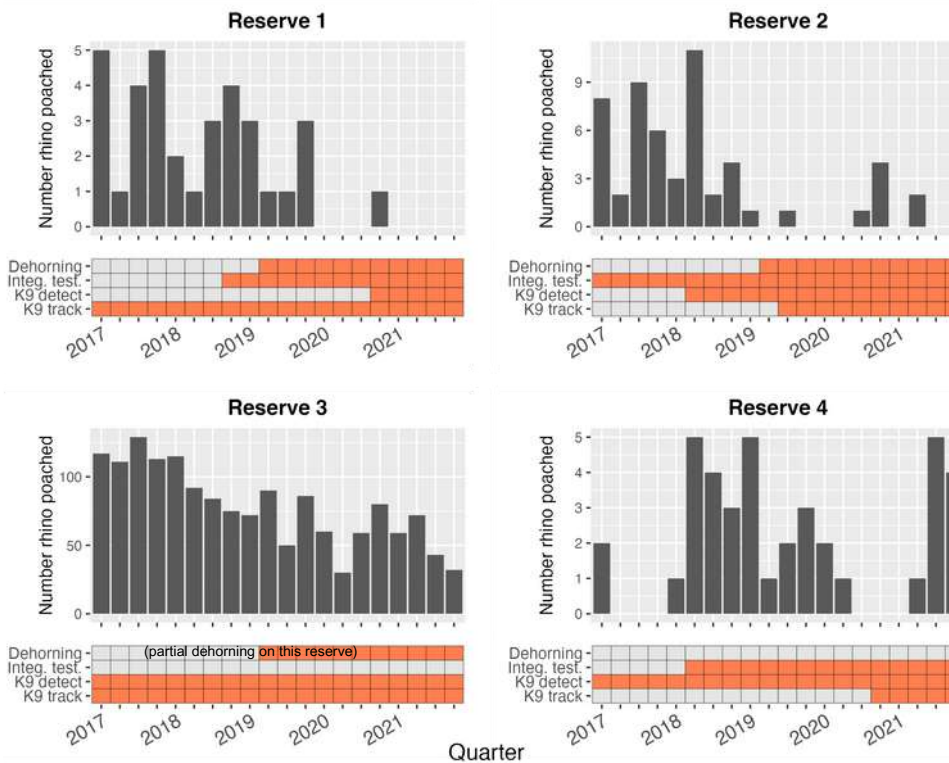 Reserve 1
Number rhino poached
5
4
3
2
1
0
Dehorning
Integ. test.
K9 detect
K9 track
2017
2018
2019
2020
2021
Reserve 2
Number rhino poached
9
6
3
0
Dehorning
Integ. test.
K9 detect
K9 track
2017
2018
2019
2020
2021
Reserve 3
Number rhino poached
100
50
0
Dehorning
(partial dehorning on this reserve)
Integ. test.
K9 detect
K9 track
2017
2018
2019
2020
2021
Reserve 4
Number rhino poached
5
4
3
2
1
0
Dehorning
Integ. test.
K9 detect
K9 track
2017
2018
2019
2020
2021
Quarter